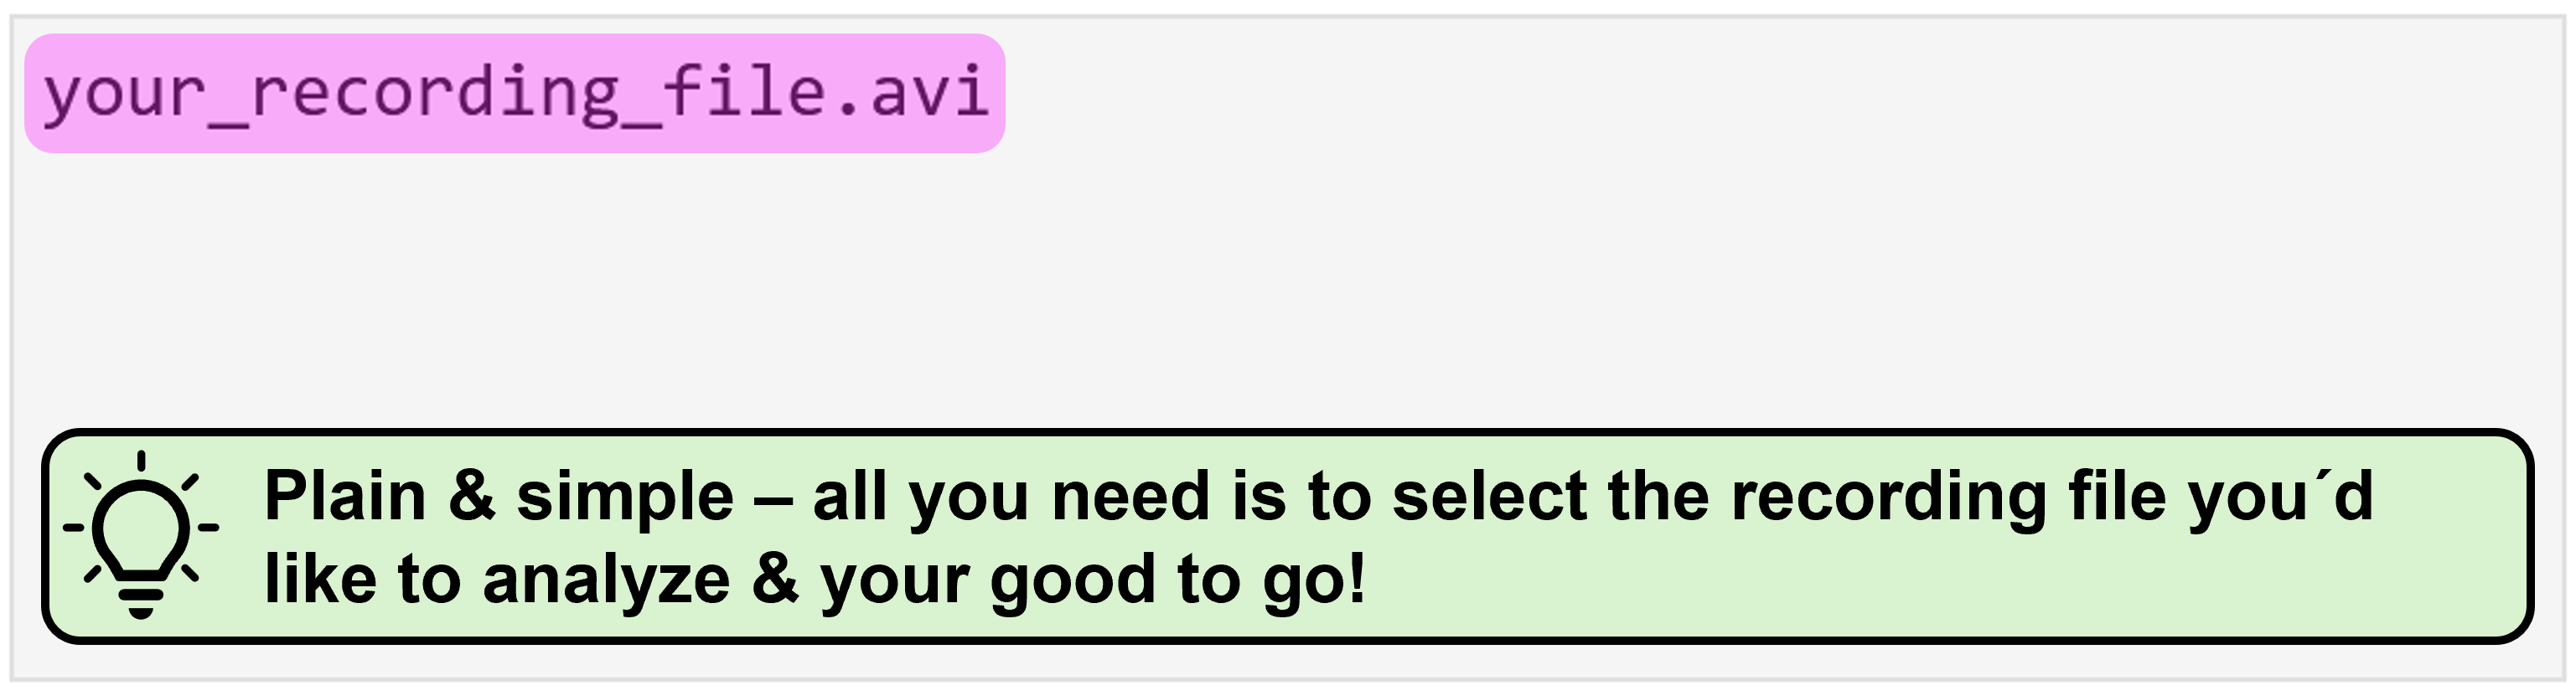 your_recording_file.avi
Plain & simple – all you need is to select the recording file you´d
like to analyze & your good to go!